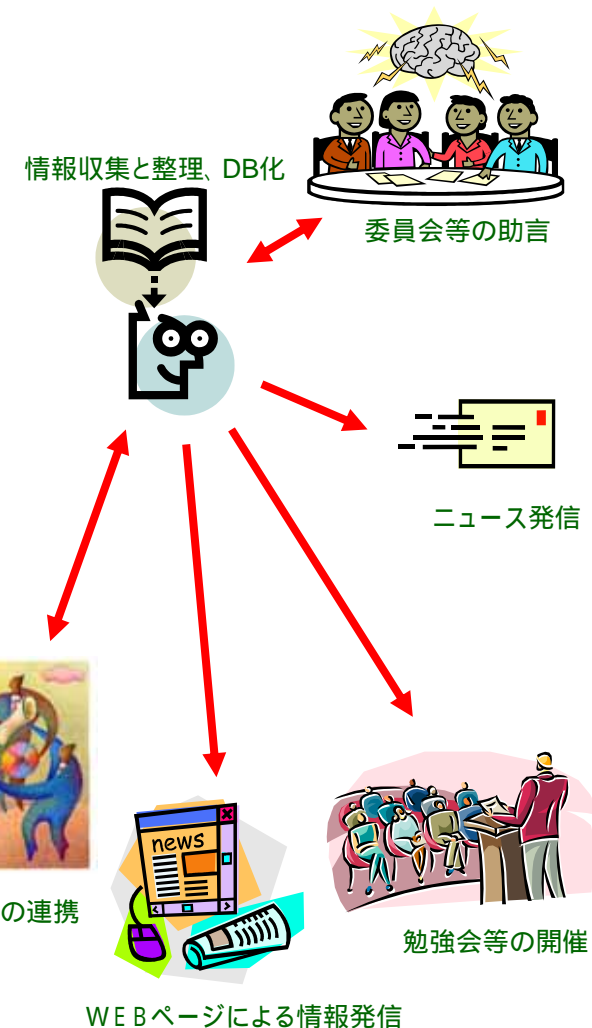 情報収集と整理、DB化
委員会等の助言
ニュース発信
news
の連携
勉強会等の開催
WEBページによる情報発信